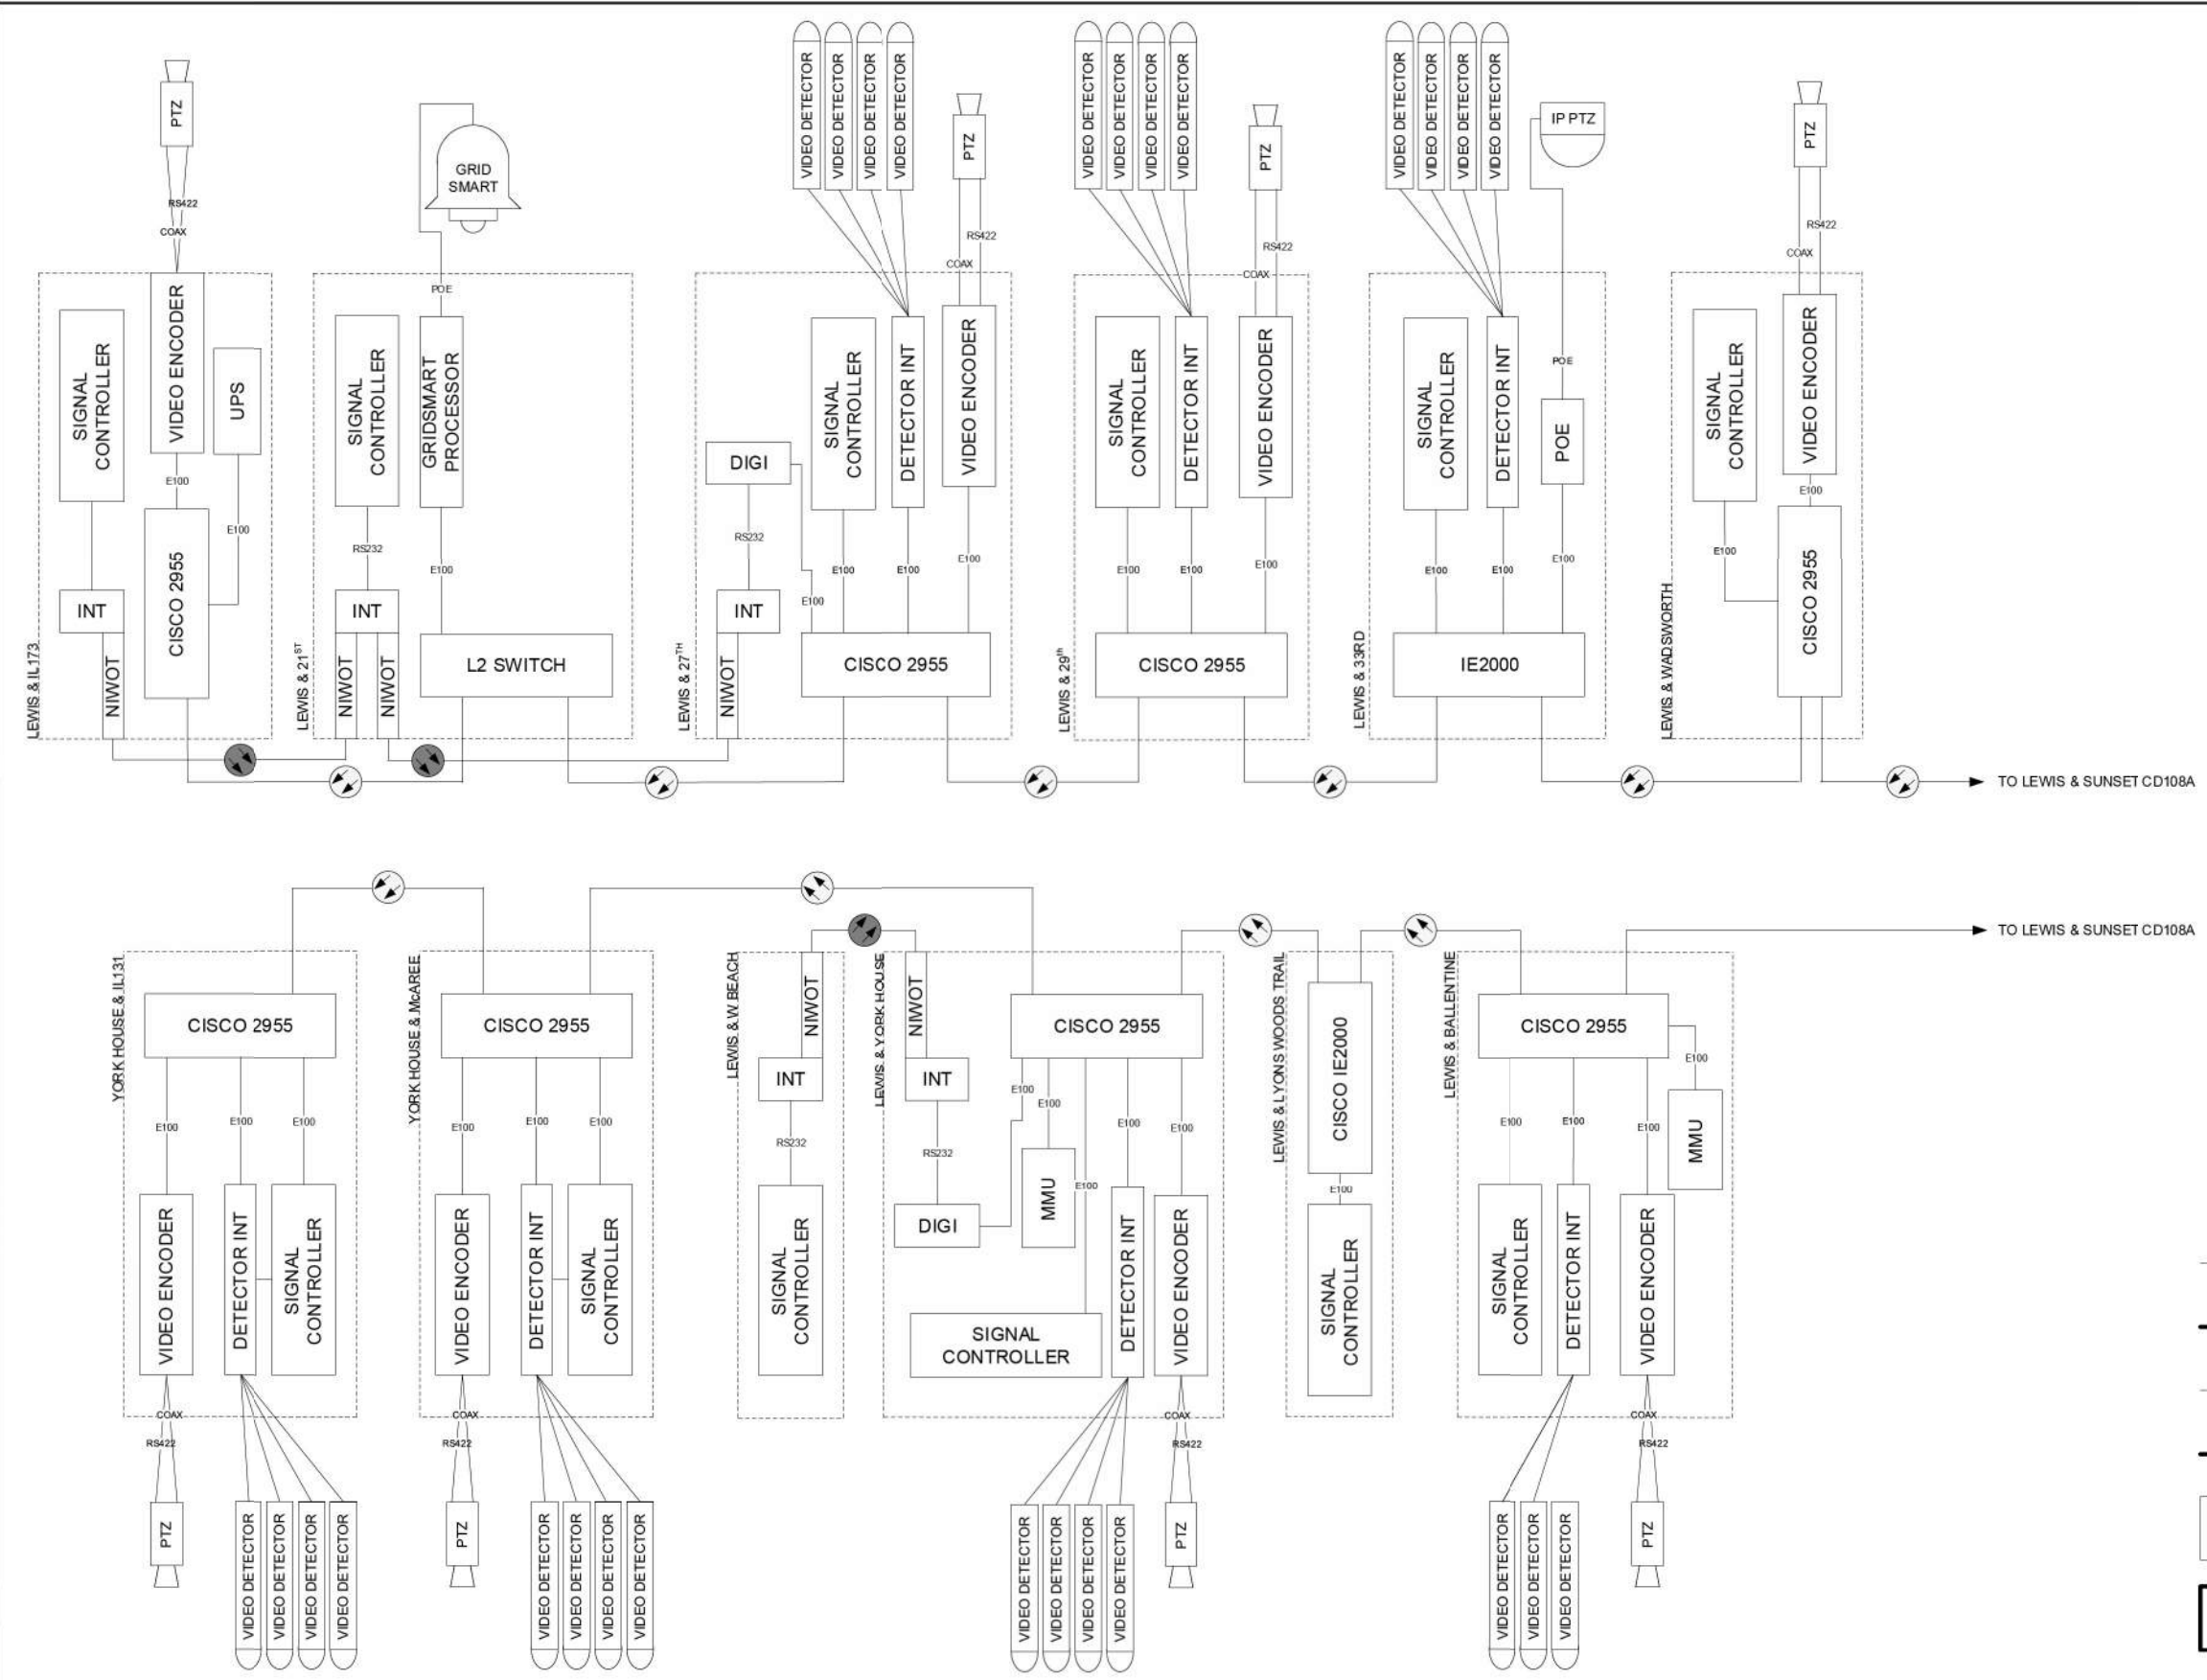 PTZ
RS422
COAX
SIGNAL
CONTROLLER
VIDEO ENCODER
UPS
E100
E100
CISCO 2955
INT
NIWOT
LEWIS & IL173
GRID
SMART
POE
SIGNAL
CONTROLLER
GRIDSMART
PROCESSOR
RS232
E100
INT
NIWOT
NIWOT
L2 SWITCH
LEWIS & 21ST
VIDEO DETECTOR
VIDEO DETECTOR
VIDEO DETECTOR
VIDEO DETECTOR
PTZ
RS422
COAX
DIGI
SIGNAL
CONTROLLER
DETECTOR INT
VIDEO ENCODER
RS232
E100
E100
E100
E100
INT
NIWOT
CISCO 2955
LEWIS & 27TH
VIDEO DETECTOR
VIDEO DETECTOR
VIDEO DETECTOR
VIDEO DETECTOR
PTZ
RS422
COAX
SIGNAL
CONTROLLER
DETECTOR INT
VIDEO ENCODER
E100
E100
E100
CISCO 2955
LEWIS & 29th
VIDEO DETECTOR
VIDEO DETECTOR
VIDEO DETECTOR
VIDEO DETECTOR
IP PTZ
POE
SIGNAL
CONTROLLER
DETECTOR INT
POE
E100
E100
E100
IE2000
LEWIS & 33RD
PTZ
RS422
COAX
SIGNAL
CONTROLLER
VIDEO ENCODER
E100
E100
CISCO 2955
LEWIS & WADSWORTH
TO LEWIS & SUNSET CD108A
YORK HOUSE & IL131
CISCO 2955
E100
E100
E100
VIDEO ENCODER
DETECTOR INT
SIGNAL
CONTROLLER
COAX
RS422
PTZ
VIDEO DETECTOR
VIDEO DETECTOR
VIDEO DETECTOR
VIDEO DETECTOR
YORK HOUSE & McAREE
CISCO 2955
E100
E100
E100
VIDEO ENCODER
DETECTOR INT
SIGNAL
CONTROLLER
COAX
RS422
PTZ
VIDEO DETECTOR
VIDEO DETECTOR
VIDEO DETECTOR
VIDEO DETECTOR
LEWIS & W BEACH
NIWOT
INT
RS232
SIGNAL
CONTROLLER
LEWIS & YORK HOUSE
NIWOT
INT
RS232
DIGI
CISCO 2955
E100
E100
E100
E100
E100
MMU
SIGNAL
CONTROLLER
DETECTOR INT
VIDEO ENCODER
COAX
RS422
PTZ
VIDEO DETECTOR
VIDEO DETECTOR
VIDEO DETECTOR
VIDEO DETECTOR
LEWIS & LYONS WOODS TRAIL
CISCO IE2000
E100
SIGNAL
CONTROLLER
LEWIS & BALLENTINE
CISCO 2955
E100
E100
E100
E100
MMU
SIGNAL
CONTROLLER
DETECTOR INT
VIDEO ENCODER
COAX
RS422
PTZ
VIDEO DETECTOR
VIDEO DETECTOR
VIDEO DETECTOR
TO LEWIS & SUNSET CD108A